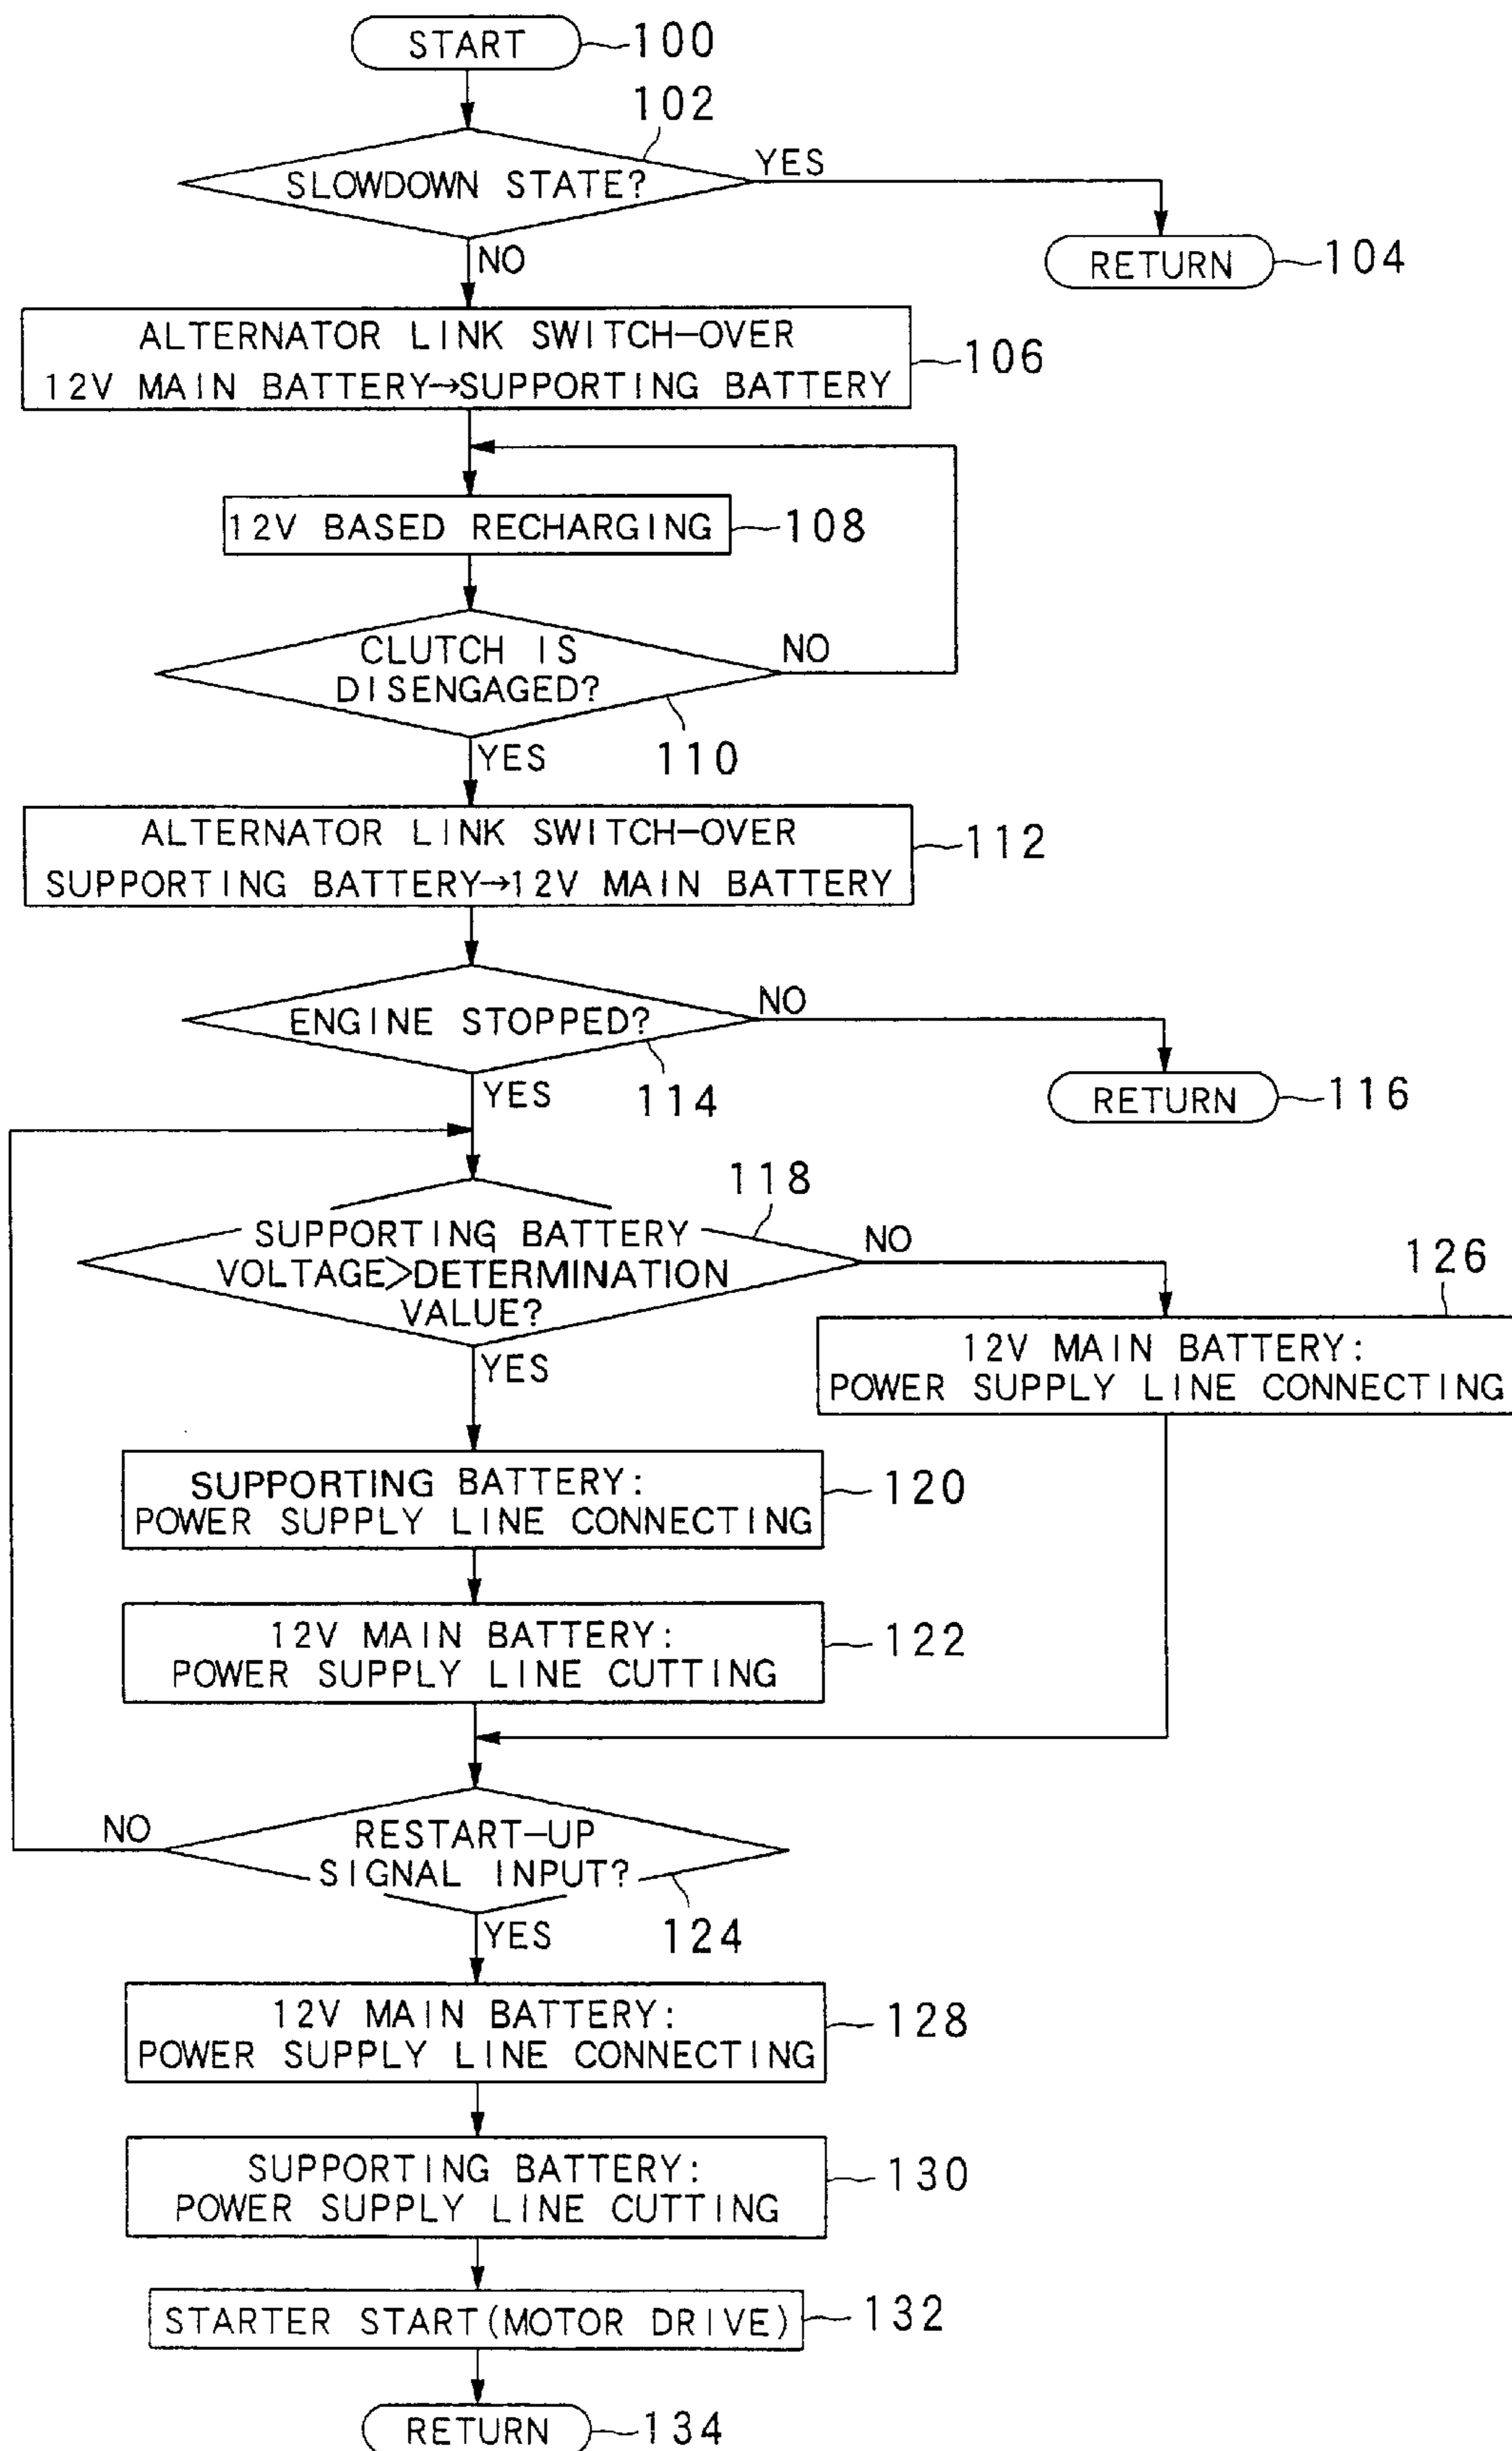 START
100
102
SLOWDOWN STATE?
YES
RETURN
104
NO
ALTERNATOR LINK SWITCH-OVER
12V MAIN BATTERY→SUPPORTING BATTERY
106
12V BASED RECHARGING
108
CLUTCH IS
DISENGAGED?
NO
110
YES
ALTERNATOR LINK SWITCH-OVER
SUPPORTING BATTERY→12V MAIN BATTERY
112
ENGINE STOPPED?
NO
114
YES
RETURN
116
118
SUPPORTING BATTERY
VOLTAGE>DETERMINATION
VALUE?
NO
126
12V MAIN BATTERY:
POWER SUPPLY LINE CONNECTING
YES
SUPPORTING BATTERY:
POWER SUPPLY LINE CONNECTING
120
12V MAIN BATTERY:
POWER SUPPLY LINE CUTTING
122
NO
RESTART-UP
SIGNAL INPUT?
124
YES
12V MAIN BATTERY:
POWER SUPPLY LINE CONNECTING
128
SUPPORTING BATTERY:
POWER SUPPLY LINE CUTTING
130
STARTER START(MOTOR DRIVE)
132
RETURN
134